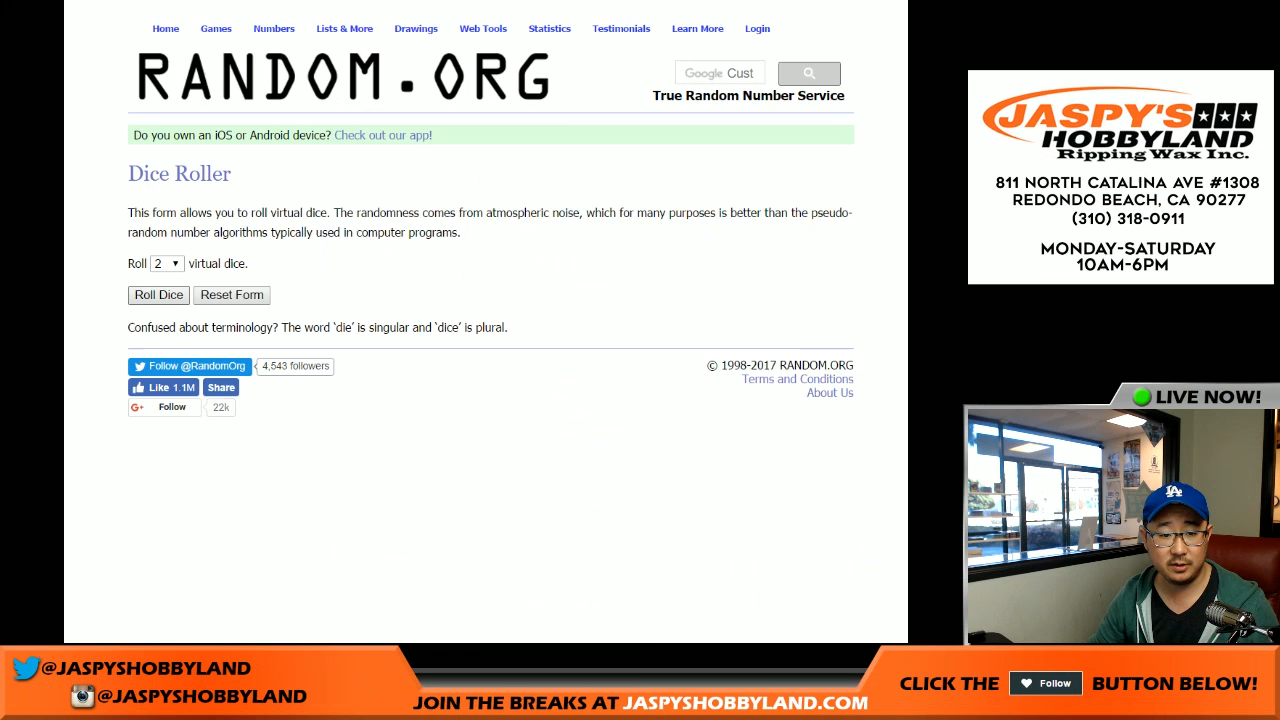 Home Games Numbers Lists & More Drawings Web Tools Statistics Testimonials Learn More Login
RANDOM.ORG
Google Cust
True Random Number Service
Do you own an iOS or Android device? Check out our app!
Dice Roller
This form allows you to roll virtual dice. The randomness comes from atmospheric noise, which for many purposes is better than the pseudo-
random number algorithms typically used in computer programs.
Roll 2 virtual dice.
Roll Dice Reset Form
Confused about terminology? The word ‘die’ is singular and ‘dice’ is plural.
Follow @RandomOrg 4,543 followers
Like 1.1M Share
G+ Follow 22k
© 1998-2017 RANDOM.ORG
Terms and Conditions
About Us
JASPY'S
HOBBYLAND
Ripping Wax Inc.
811 NORTH CATALINA AVE #1308
REDONDO BEACH, CA 90277
(310) 318-0911
MONDAY-SATURDAY
10AM-6PM
LIVE NOW!
LA
@JASPYSHOBBYLAND
@JASPYSHOBBYLAND
JOIN THE BREAKS AT JASPYSHOBBYLAND.COM
CLICK THE Follow BUTTON BELOW!